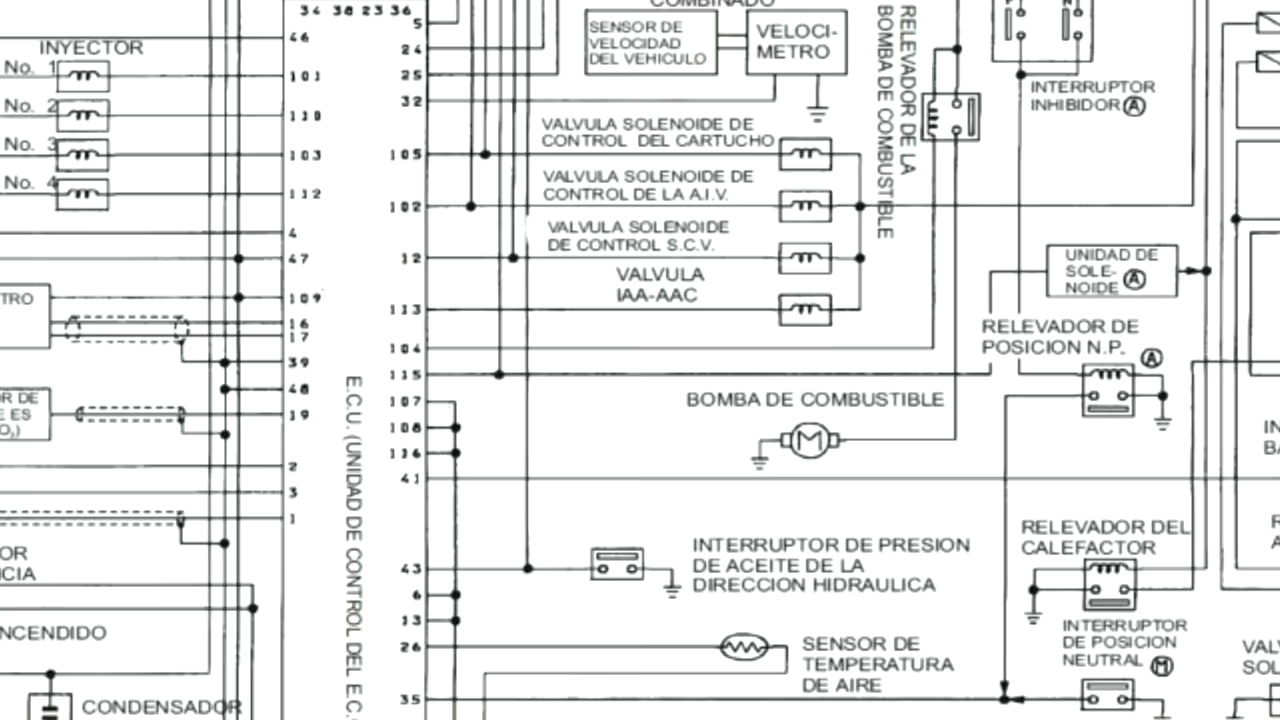 34 38 23 36
46
INYECTOR
No. 1
101
No. 2
110
No. 3
103
No. 4
112
4
47
TRO
109
16
17
39
48
19
2
3
1
NCENDIDO
CONDENSADOR
E.C.U. (UNIDAD DE CONTROL DEL E.C.
5
24
25
32
105
102
12
113
104
115
107
108
116
41
43
6
13
26
35
SENSOR DE
VELOCIDAD
DEL VEHICULO
VELOCI-
METRO
COMBINADO
VALVULA SOLENOIDE DE
CONTROL DEL CARTUCHO
VALVULA SOLENOIDE DE
CONTROL DE LA A.I.V.
VALVULA SOLENOIDE
DE CONTROL S.C.V.
VALVULA
IAA-AAC
RELEVADOR DE LA
BOMBA DE COMBUSTIBLE
INTERRUPTOR
INHIBIDOR A
UNIDAD DE
SOLE-
NOIDE A
RELEVADOR DE
POSICION N.P. A
BOMBA DE COMBUSTIBLE
M
INTERRUPTOR DE PRESION
DE ACEITE DE LA
DIRECCION HIDRAULICA
RELEVADOR DEL
CALEFACTOR
INTERRUPTOR
DE POSICION
NEUTRAL M
SENSOR DE
TEMPERATURA
DE AIRE